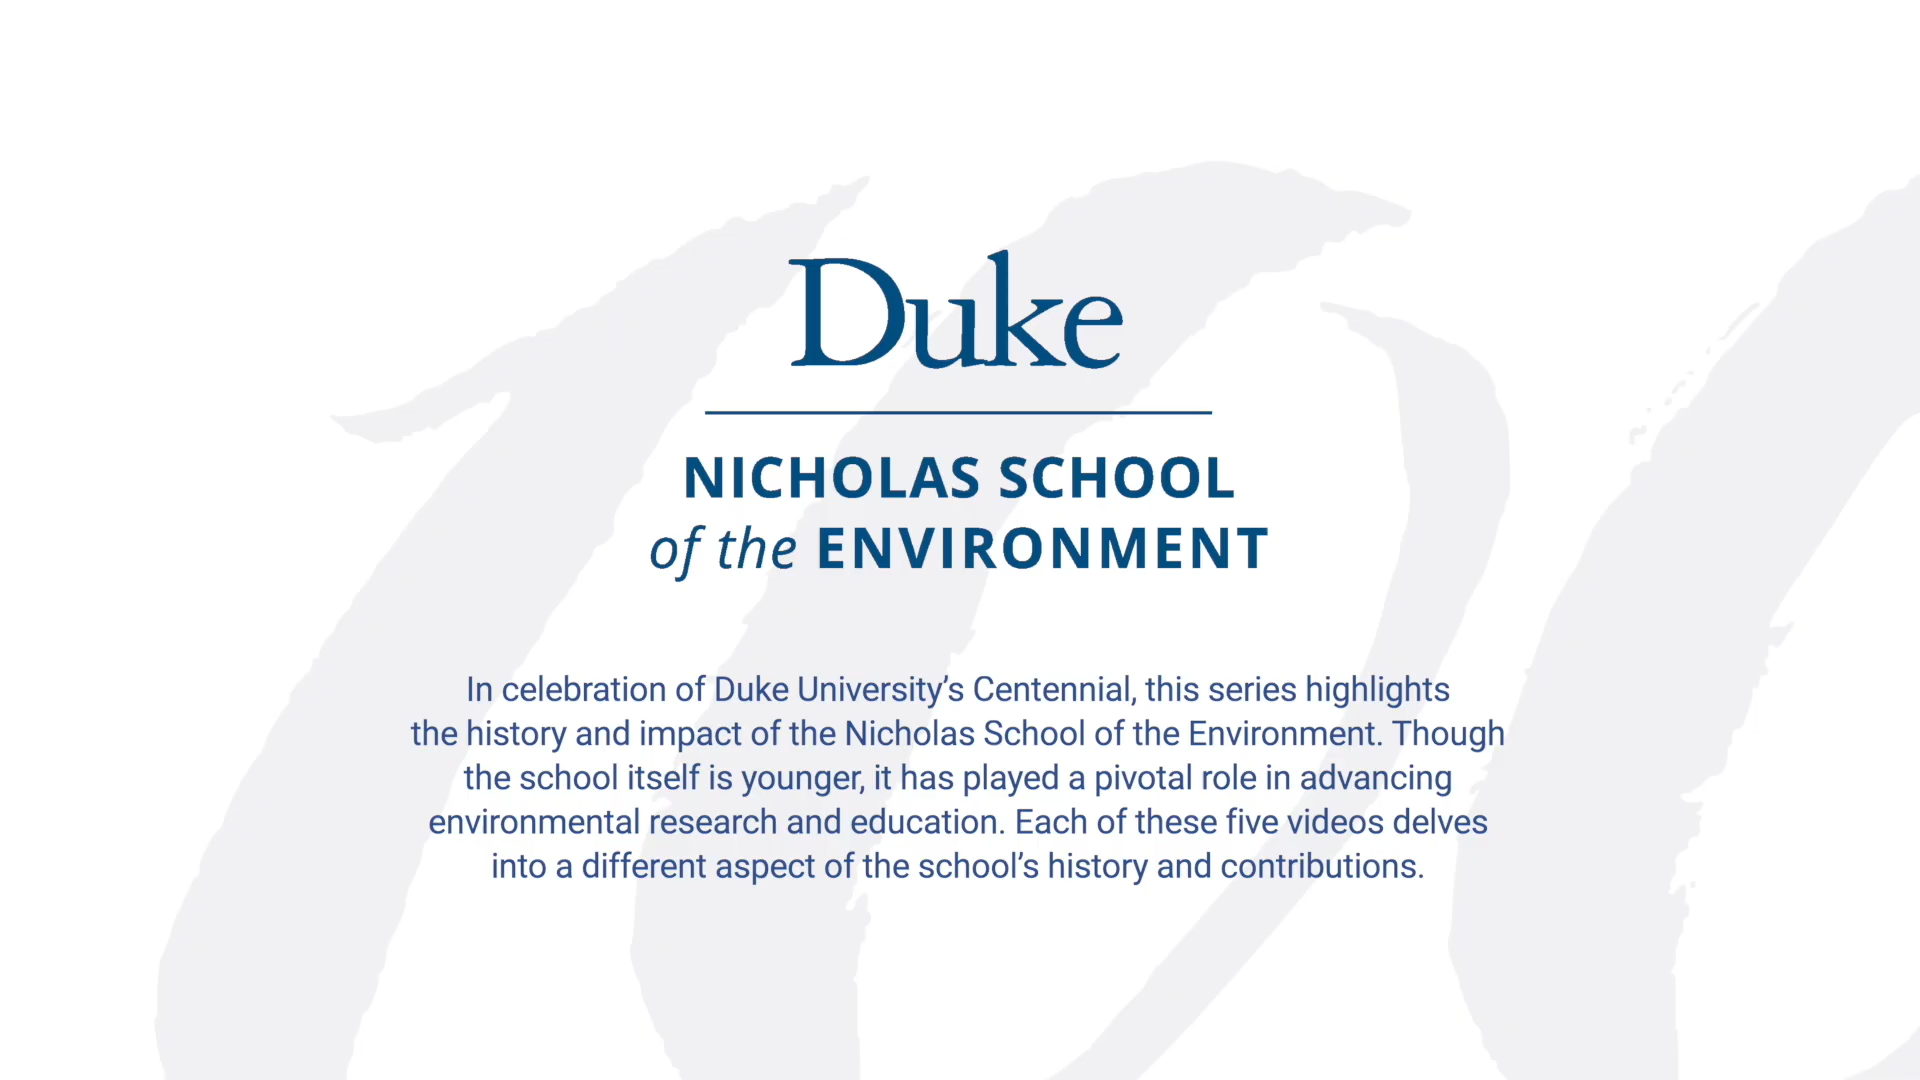 Duke
NICHOLAS SCHOOL
of the ENVIRONMENT
In celebration of Duke University’s Centennial, this series highlights
the history and impact of the Nicholas School of the Environment. Though
the school itself is younger, it has played a pivotal role in advancing
environmental research and education. Each of these five videos delves
into a different aspect of the school’s history and contributions.